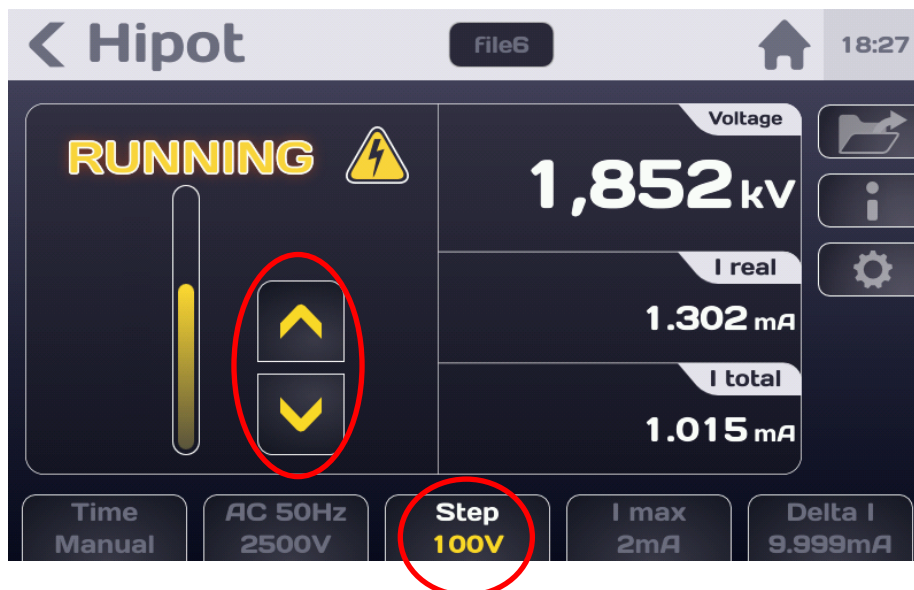 Hipot
file6
18:27
RUNNING
Voltage
1,852 kV
I real
1.302 mA
I total
1.015 mA
Time
Manual
AC 50Hz
2500V
Step
100V
I max
2mA
Delta I
9.999mA